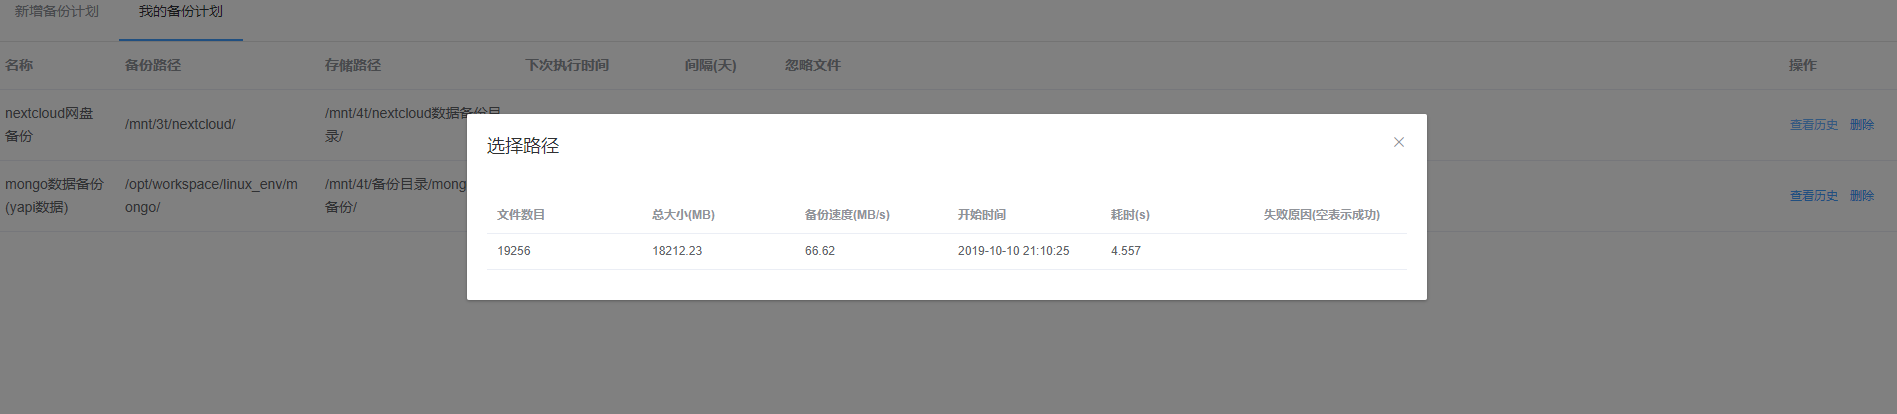 新增备份计划 我的备份计划
名称 备份路径 存储路径 下次执行时间 间隔(天) 忽略文件 操作
nextcloud网盘
备份
/mnt/3t/nextcloud/
/mnt/4t/nextcloud数据备份目
录/
查看历史 删除
mongo数据备份
(yapi数据)
/opt/workspace/linux_env/m
ongo/
/mnt/4t/备份目录/mong
备份/
查看历史 删除
选择路径
文件数目 总大小(MB) 备份速度(MB/s) 开始时间 耗时(s) 失败原因(空表示成功)
19256 18212.23 66.62 2019-10-10 21:10:25 4.557